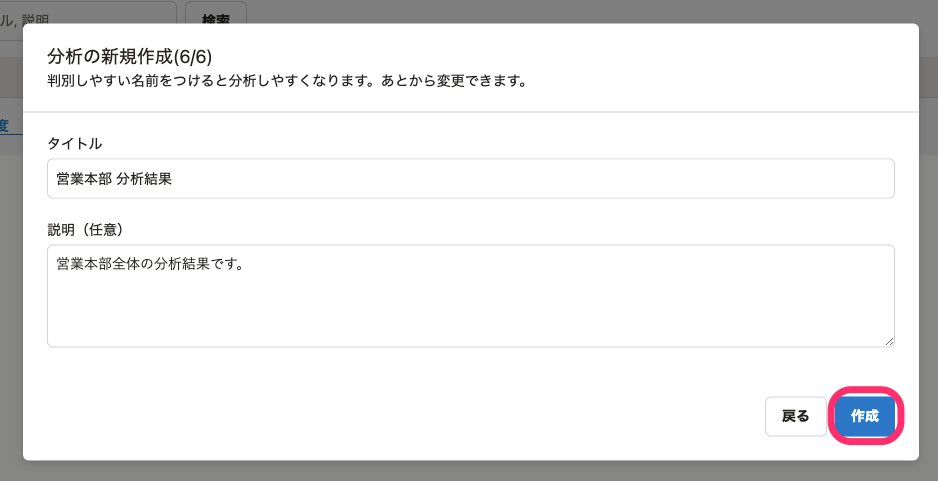 ル, 説明
検索
分析の新規作成(6/6)
判別しやすい名前をつけると分析しやすくなります。あとから変更できます。
度
タイトル
営業本部 分析結果
説明（任意）
営業本部全体の分析結果です。
戻る
作成